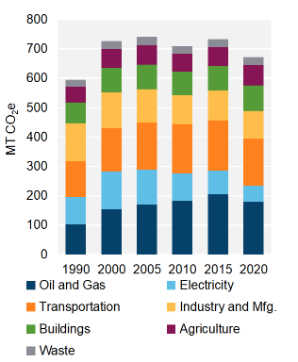 800
700
600
500
400
300
200
100
0
MT CO₂e
1990 2000 2005 2010 2015 2020
Oil and Gas Electricity
Transportation Industry and Mfg.
Buildings Agriculture
Waste